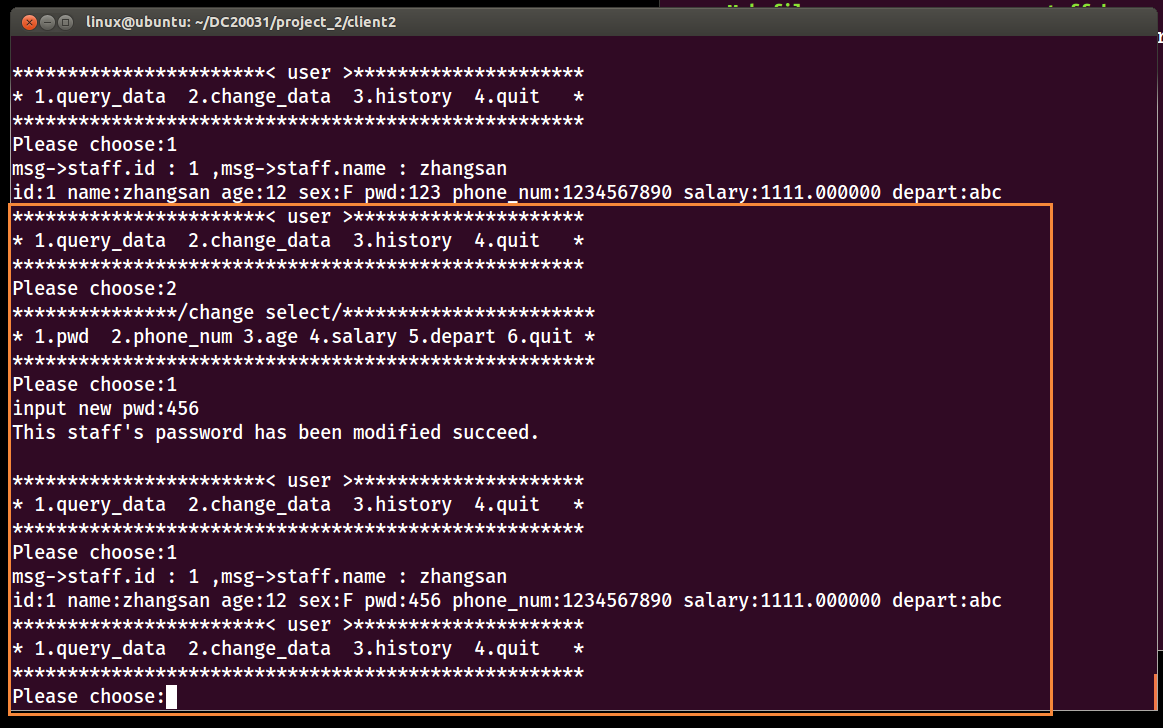 linux@ubuntu: ~/DC20031/project_2/client2
***********************< user >*********************
* 1.query_data  2.change_data  3.history  4.quit   *
****************************************************
Please choose:1
msg->staff.id : 1 ,msg->staff.name : zhangsan
id:1 name:zhangsan age:12 sex:F pwd:123 phone_num:1234567890 salary:1111.000000 depart:abc
***********************< user >*********************
* 1.query_data  2.change_data  3.history  4.quit   *
****************************************************
Please choose:2
***************/change select/***********************
* 1.pwd  2.phone_num 3.age 4.salary 5.depart 6.quit *
*****************************************************
Please choose:1
input new pwd:456
This staff's password has been modified succeed.
***********************< user >*********************
* 1.query_data  2.change_data  3.history  4.quit   *
****************************************************
Please choose:1
msg->staff.id : 1 ,msg->staff.name : zhangsan
id:1 name:zhangsan age:12 sex:F pwd:456 phone_num:1234567890 salary:1111.000000 depart:abc
***********************< user >*********************
* 1.query_data  2.change_data  3.history  4.quit   *
****************************************************
Please choose: